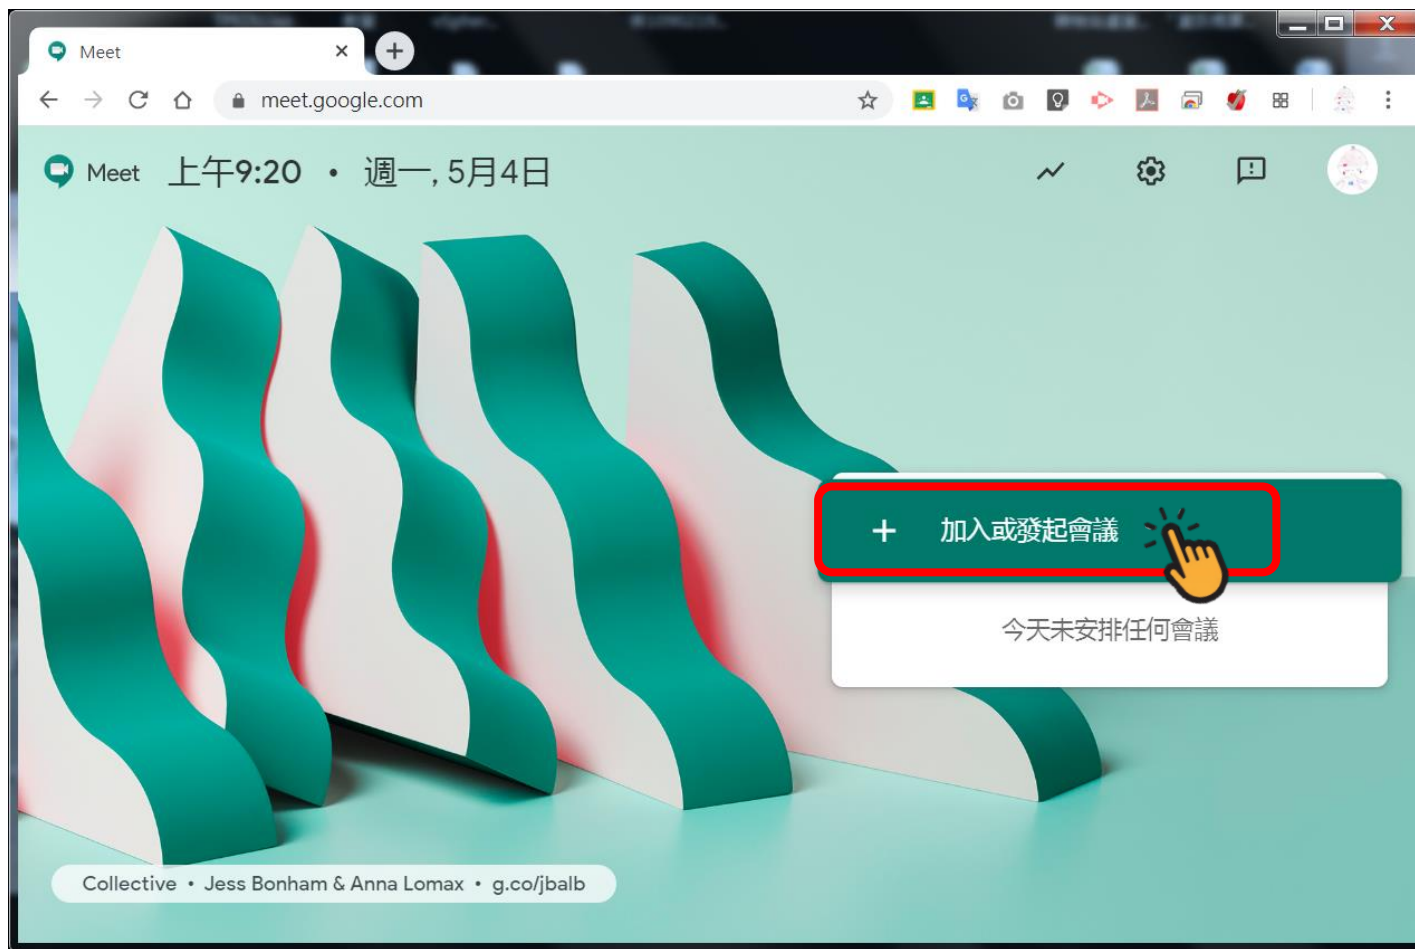 Meet
meet.google.com
Meet 上午9:20 • 週一, 5月4日
+ 加入或發起會議
今天未安排任何會議
Collective • Jess Bonham & Anna Lomax • g.co/jbalb